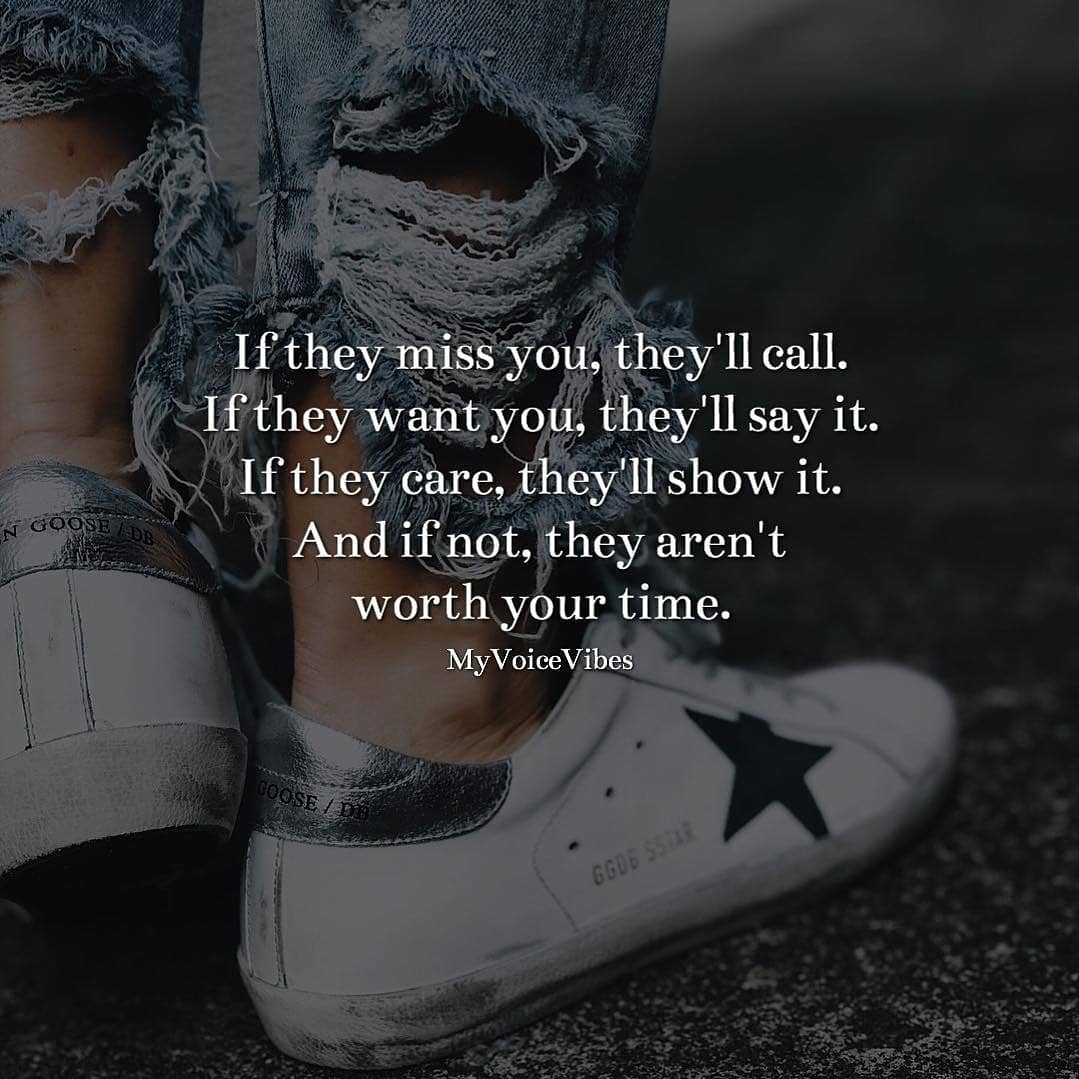 If they miss you, they'll call.
If they want you, they'll say it.
If they care, they'll show it.
And if not, they aren't
worth your time.
MyVoiceVibes
N GOOSE / DB
GOOSE / DB
GGDB SSTAR